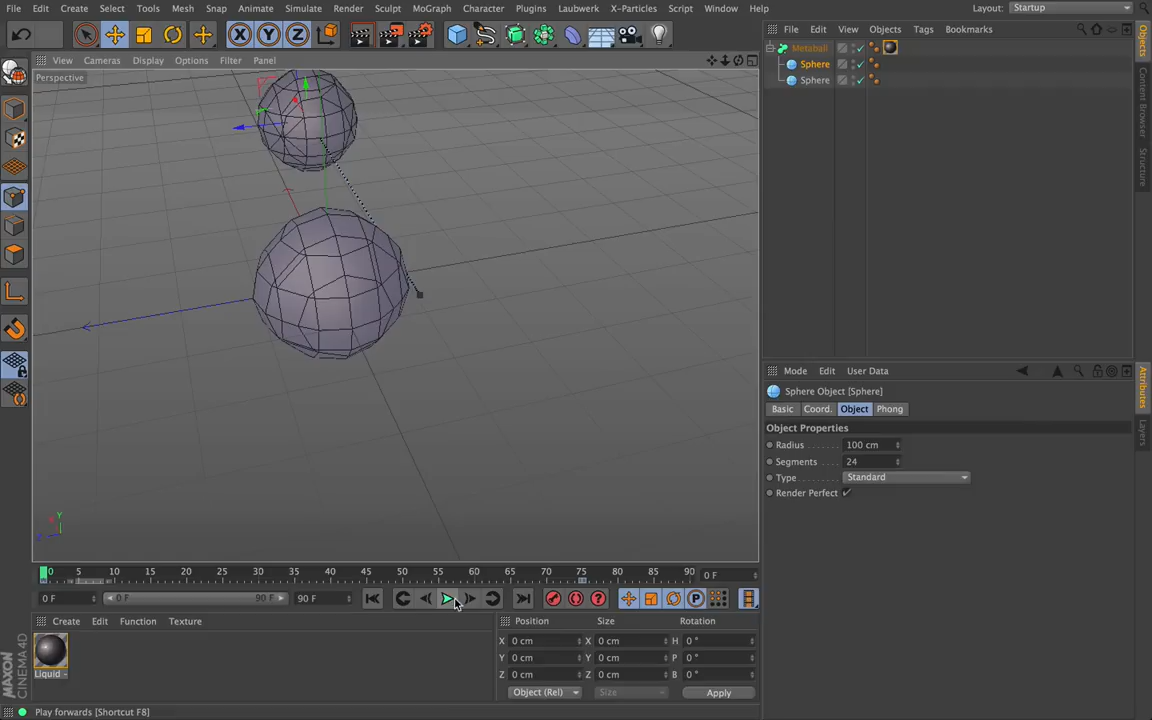 File Edit Create Select Tools Mesh Snap Animate Simulate Render Sculpt MoGraph Character Plugins Laubwerk X-Particles Script Window Help Layout: Startup
View Cameras Display Options Filter Panel
Perspective
File Edit View Objects Tags Bookmarks
Metaball
Sphere
Sphere
Objects
Content Browser
Structure
Mode Edit User Data
Sphere Object [Sphere]
Basic Coord. Object Phong
Object Properties
Radius 100 cm
Segments 24
Type Standard
Render Perfect
Attributes
Layers
Y
X
Z
0 5 10 15 20 25 30 35 40 45 50 55 60 65 70 75 80 85 90 0 F
0 F 0 F 90 F 90 F
Create Edit Function Texture
Liquid -
Position Size Rotation
X 0 cm X 0 cm H 0 °
Y 0 cm Y 0 cm P 0 °
Z 0 cm Z 0 cm B 0 °
Object (Rel) Size Apply
MAXON CINEMA 4D
Play forwards [Shortcut F8]